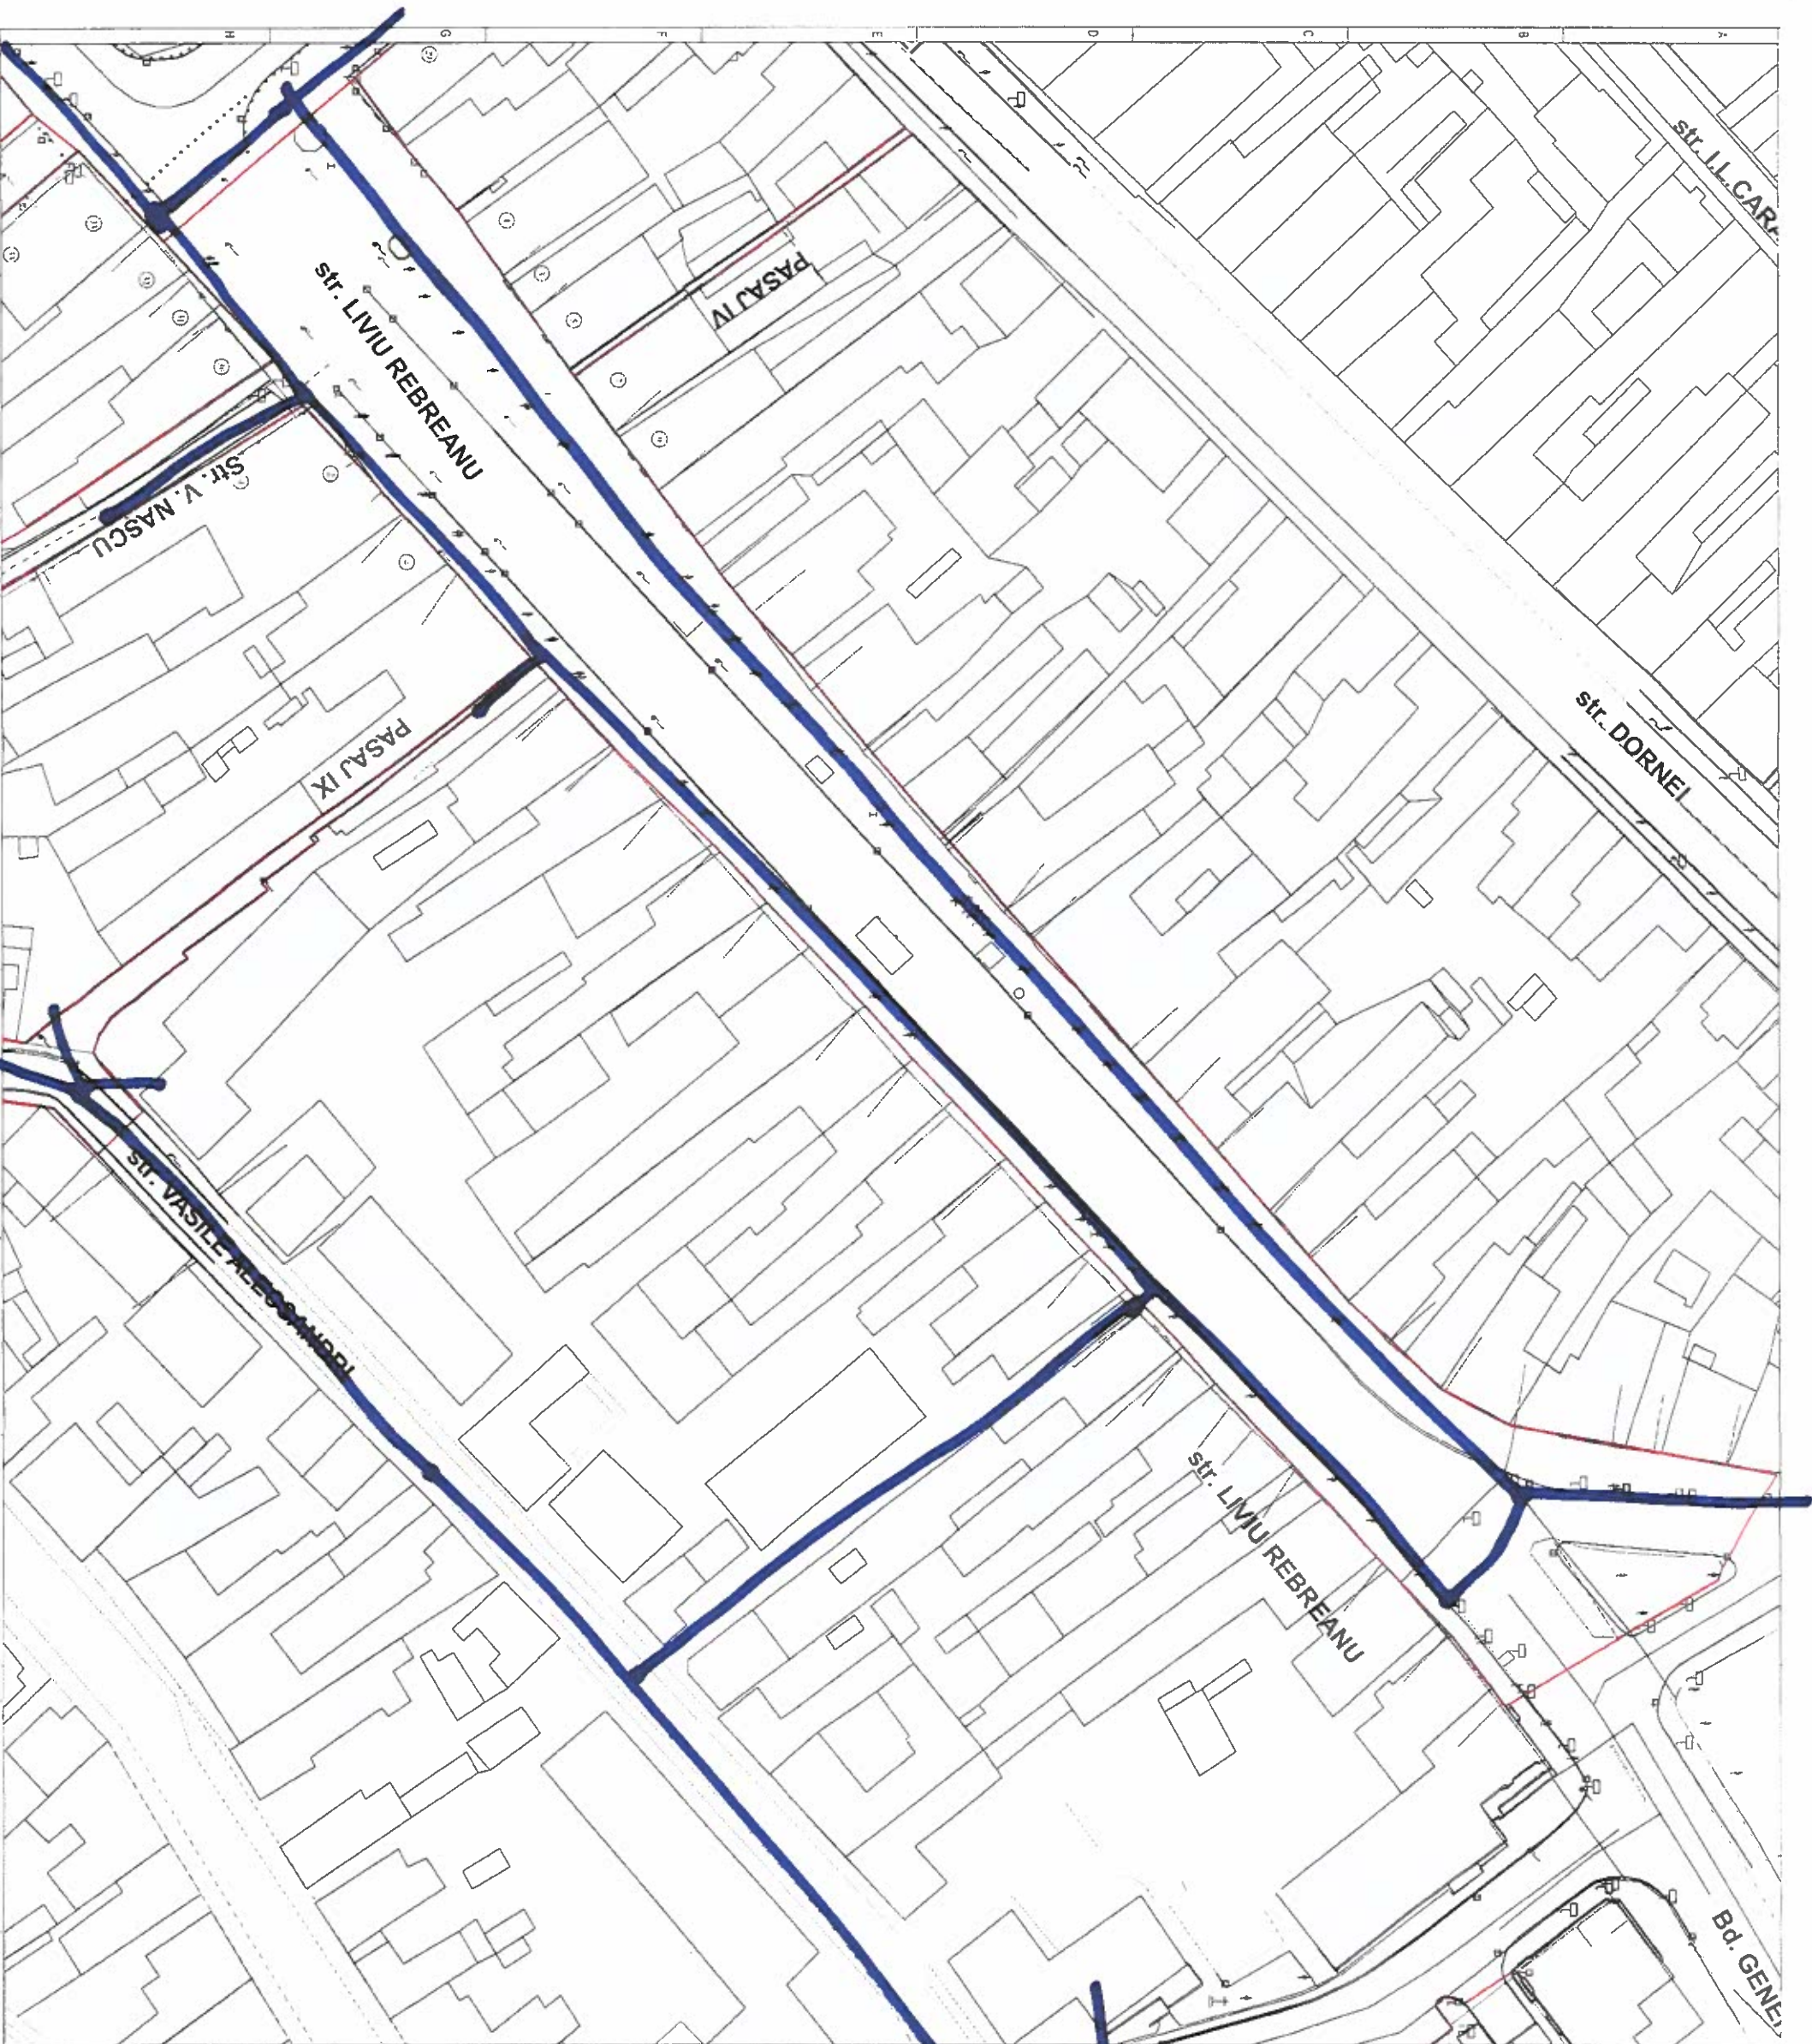 H G F E D C B A
str. I.L.CAR
str. LIVIU REBREANU
PASAJ IV
Str. V. NASCU
PASAJ IX
str. DORNEI
str. VASILE ALECSANDRI
str. LIVIU REBREANU
Bd. GENE